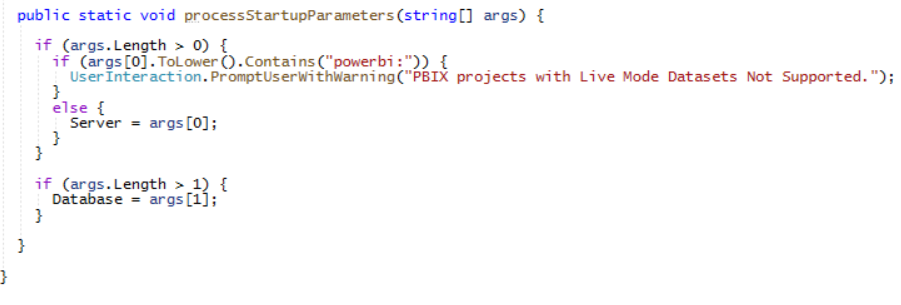 public static void processStartupParameters(string[] args) {
if (args.Length > 0) {
if (args[0].ToLower().Contains("powerbi:")) {
UserInteraction.PromptUserWithWarning("PBIX projects with Live Mode Datasets Not Supported.");
}
else {
Server = args[0];
}
}
if (args.Length > 1) {
Database = args[1];
}
}
}